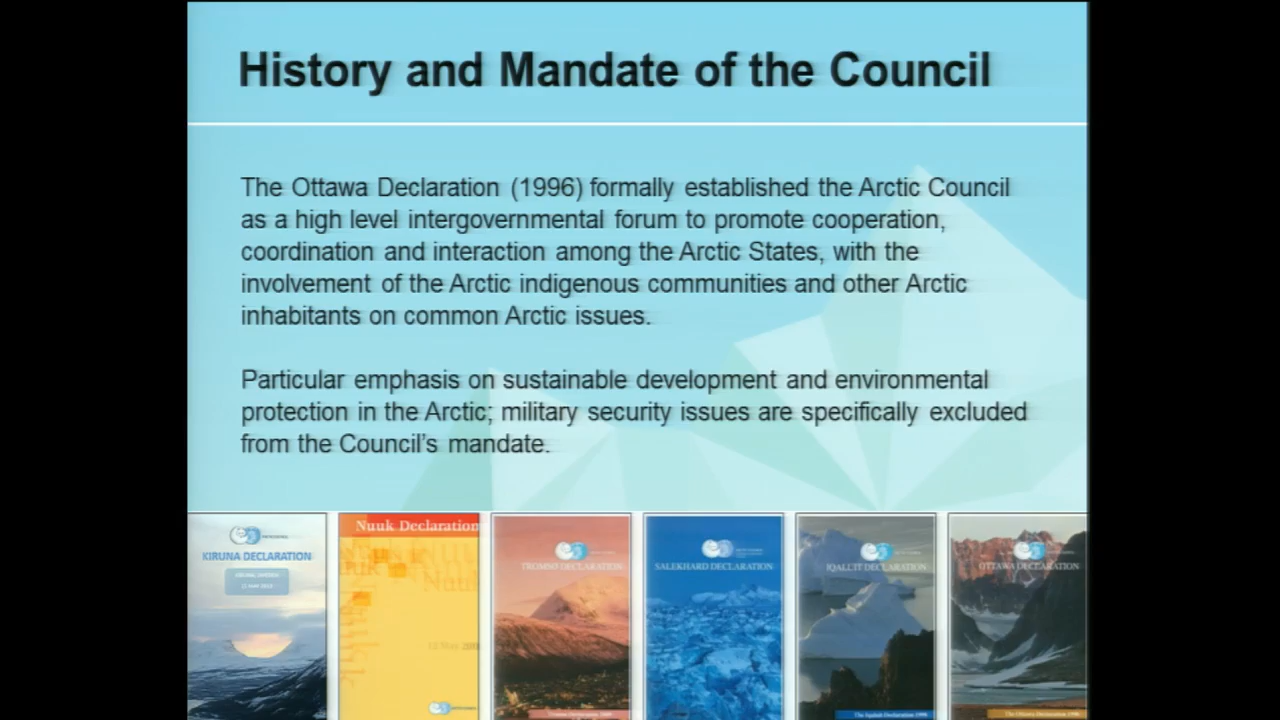 History and Mandate of the Council
The Ottawa Declaration (1996) formally established the Arctic Council
as a high level intergovernmental forum to promote cooperation,
coordination and interaction among the Arctic States, with the
involvement of the Arctic indigenous communities and other Arctic
inhabitants on common Arctic issues.
Particular emphasis on sustainable development and environmental
protection in the Arctic; military security issues are specifically excluded
from the Council's mandate.
KIRUNA DECLARATION
Nuuk Declaration
TROMSØ DECLARATION
SALEKHARD DECLARATION
IQALUIT DECLARATION
OTTAWA DECLARATION